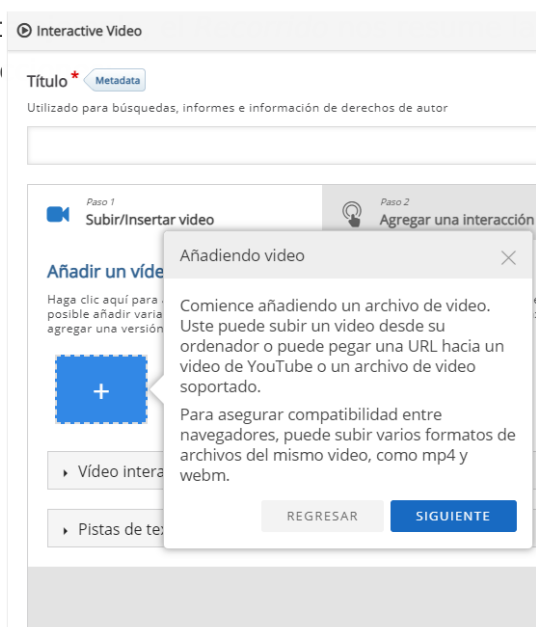 Interactive Video
Título * Metadata
Utilizado para búsquedas, informes e información de derechos de autor
Paso 1
Subir/Insertar video
Paso 2
Agregar una interacción
Añadir un víde
Haga clic aquí para
posible añadir varia
agregar una versión
+
Vídeo intera
Pistas de te
Añadiendo video
Comience añadiendo un archivo de video.
Uste puede subir un video desde su
ordenador o puede pegar una URL hacia un
video de YouTube o un archivo de video
soportado.
Para asegurar compatibilidad entre
navegadores, puede subir varios formatos de
archivos del mismo video, como mp4 y
webm.
REGRESAR SIGUIENTE